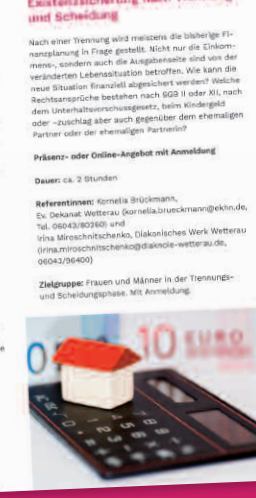 Existenzsicherung nach Trennung
und Scheidung
Nach einer Trennung wird meistens die bisherige Fi-
nanzplanung in Frage gestellt. Nicht nur die Einkom-
mens-, sondern auch die Ausgabenseite sind von der
veränderten Lebenssituation betroffen. Wie kann die
neue Situation finanziell abgesichert werden? Welche
Rechtsansprüche bestehen nach SGB II oder XII, nach
dem Unterhaltsvorschussgesetz, beim Kindergeld
oder -zuschlag aber auch gegenüber dem ehemaligen
Partner oder der ehemaligen Partnerin?
Präsenz- oder Online-Angebot mit Anmeldung
Dauer: ca. 2 Stunden
Referentinnen: Kornelia Brückmann,
Ev. Dekanat Wetterau (kornelia.brueckmann@ekhn.de,
Tel. 06043/80260) und
Irina Miroschnitschenko, Diakonisches Werk Wetterau
(irina.miroschnitschenko@diakonie-wetterau.de,
06043/96400)
Zielgruppe: Frauen und Männer in der Trennungs-
und Scheidungsphase. Mit Anmeldung.
10 EURO